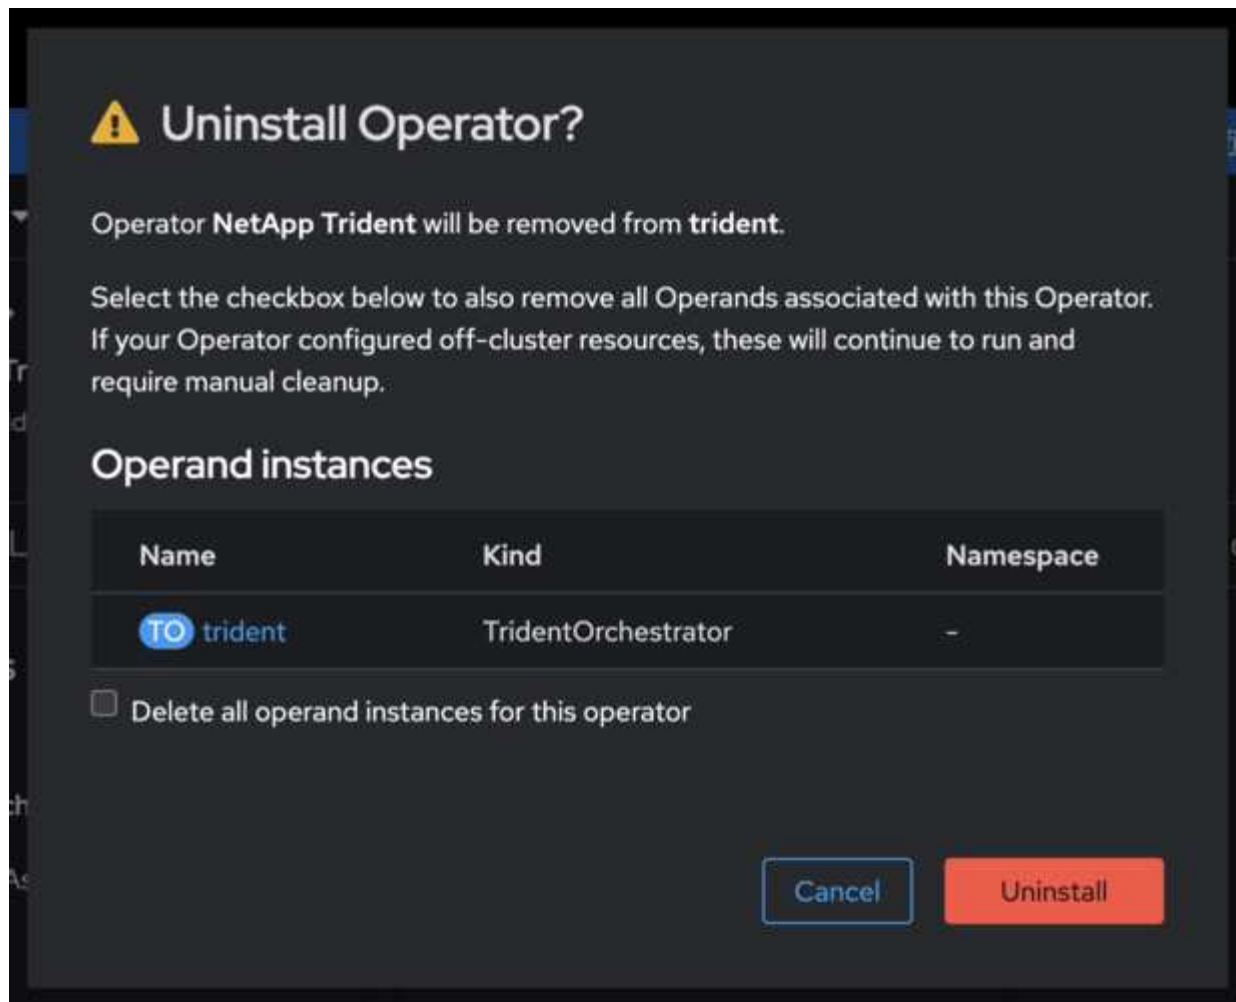 Uninstall Operator?
Operator NetApp Trident will be removed from trident.
Select the checkbox below to also remove all Operands associated with this Operator.
If your Operator configured off-cluster resources, these will continue to run and
require manual cleanup.
Operand instances
Name Kind Namespace
TO trident TridentOrchestrator -
Delete all operand instances for this operator
Cancel Uninstall